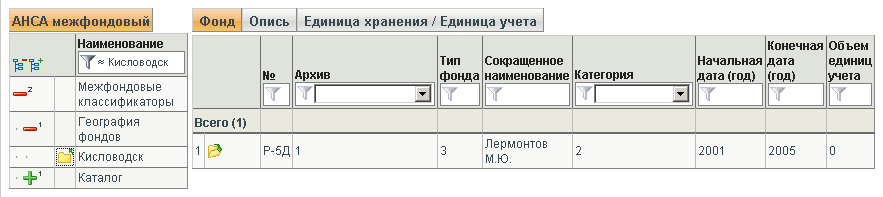 АНСА межфондовый
Наименование
≈ Кисловодск
2 Межфондовые классификаторы
1 География фондов
Кисловодск
1 Каталог
Фонд Опись Единица хранения / Единица учета
№ Архив Тип фонда Сокращенное наименование Категория Начальная дата (год) Конечная дата (год) Объем единиц учета
Всего (1)
1 Р-5Д 1 3 Лермонтов М.Ю. 2 2001 2005 0